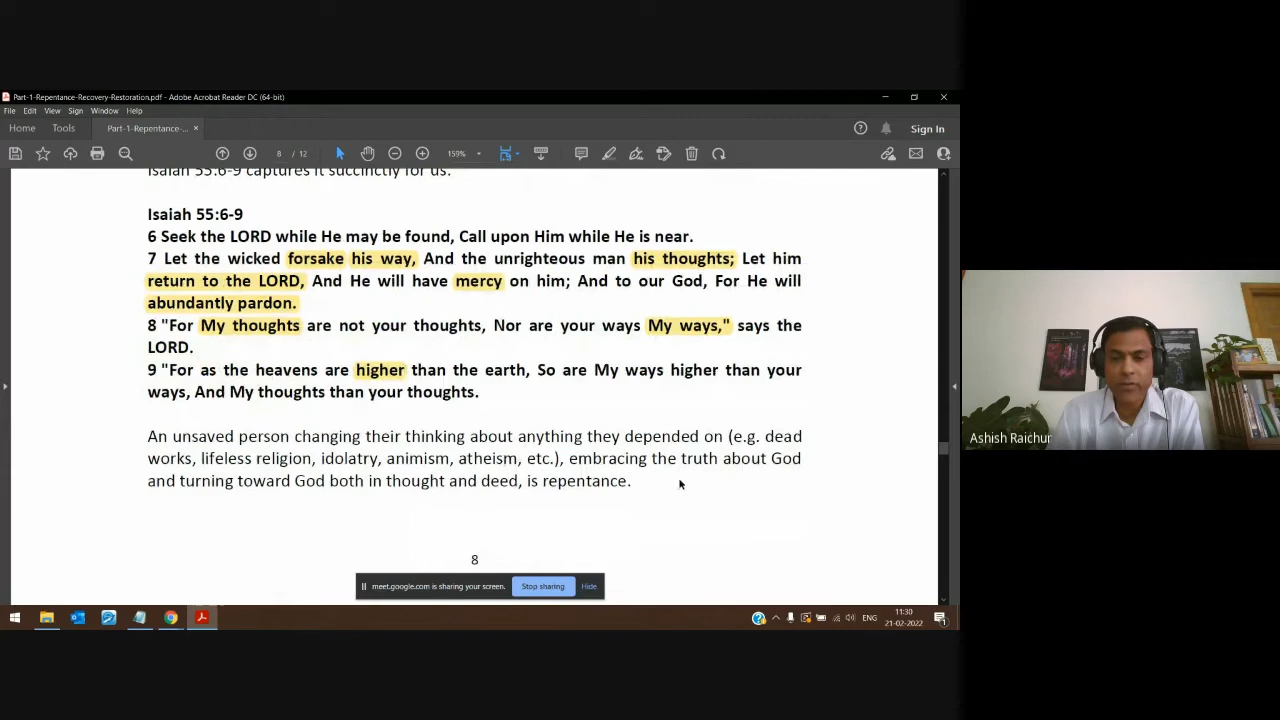 Part-1-Repentance-Recovery-Restoration.pdf - Adobe Acrobat Reader DC (64-bit)
File Edit View Sign Window Help
Home Tools Part-1-Repentance-... × Sign In
8 / 12 159%
Isaiah 55:6-9 captures it succinctly for us.
Isaiah 55:6-9
6 Seek the LORD while He may be found, Call upon Him while He is near.
7 Let the wicked forsake his way, And the unrighteous man his thoughts; Let him
return to the LORD, And He will have mercy on him; And to our God, For He will
abundantly pardon.
8 "For My thoughts are not your thoughts, Nor are your ways My ways," says the
LORD.
9 "For as the heavens are higher than the earth, So are My ways higher than your
ways, And My thoughts than your thoughts.
An unsaved person changing their thinking about anything they depended on (e.g. dead
works, lifeless religion, idolatry, animism, atheism, etc.), embracing the truth about God
and turning toward God both in thought and deed, is repentance.
8
meet.google.com is sharing your screen. Stop sharing Hide
ENG 11:30
21-02-2022
Ashish Raichur